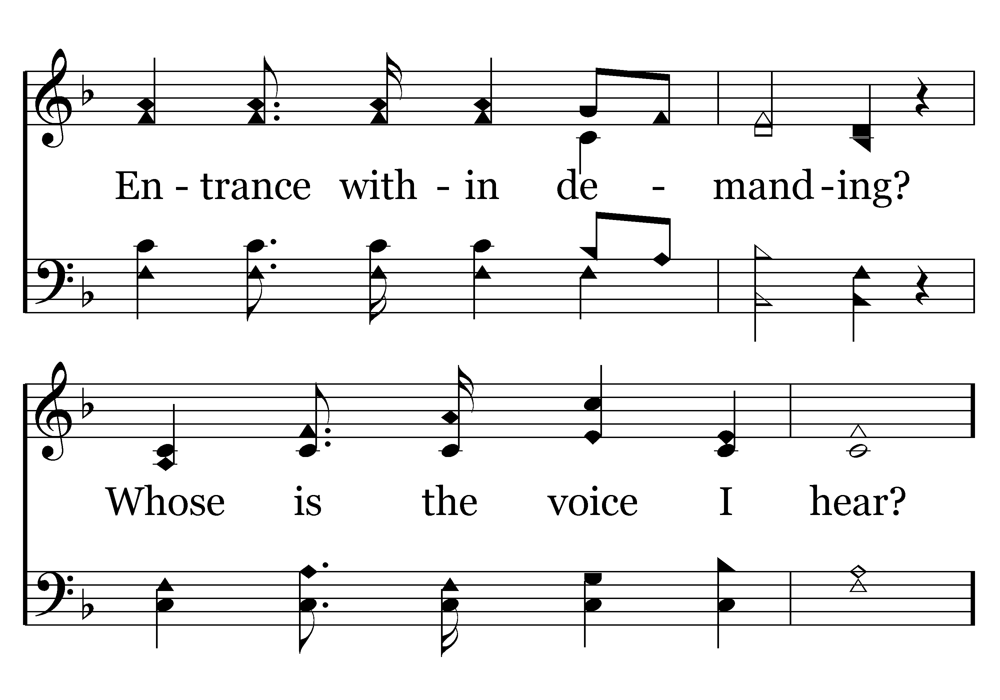 En - trance with - in de - mand - ing?
Whose is the voice I hear?